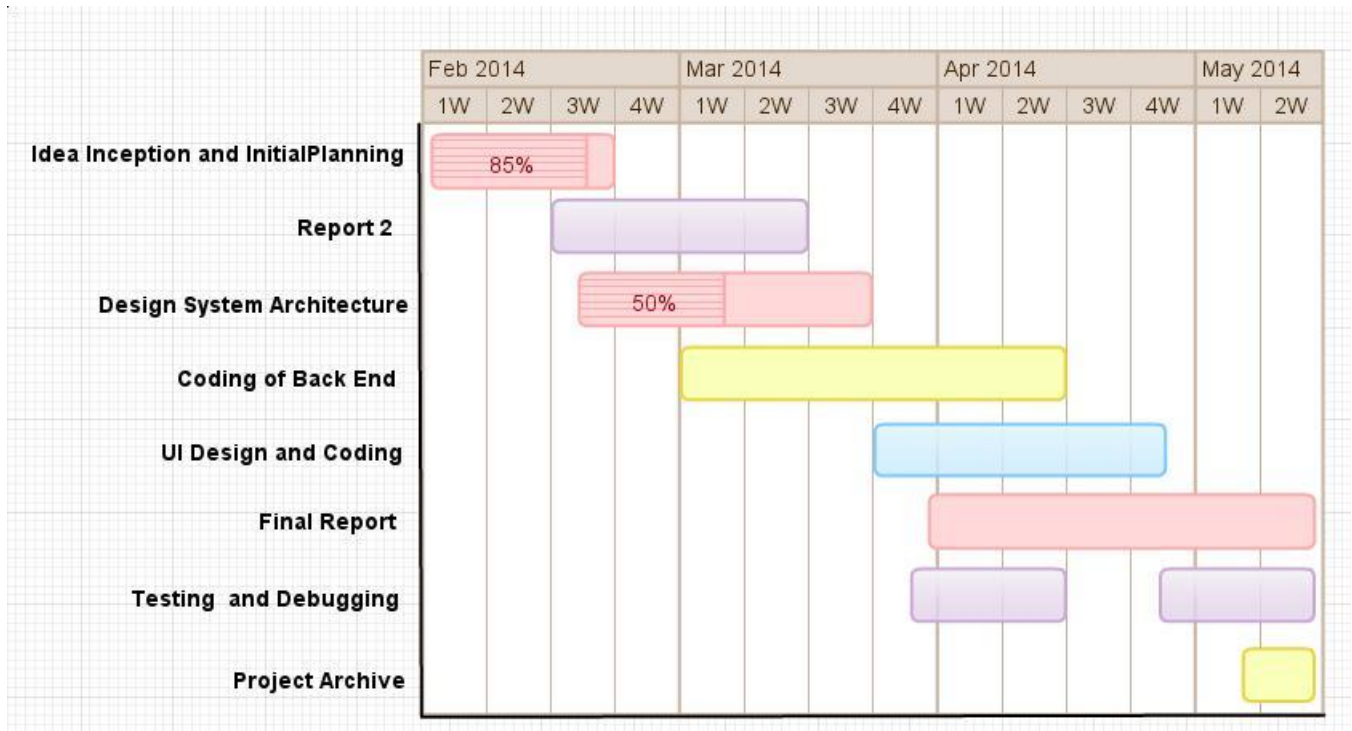 Feb 2014 Mar 2014 Apr 2014 May 2014
1W 2W 3W 4W 1W 2W 3W 4W 1W 2W 3W 4W 1W 2W
Idea Inception and InitialPlanning 85%
Report 2
Design System Architecture 50%
Coding of Back End
UI Design and Coding
Final Report
Testing and Debugging
Project Archive